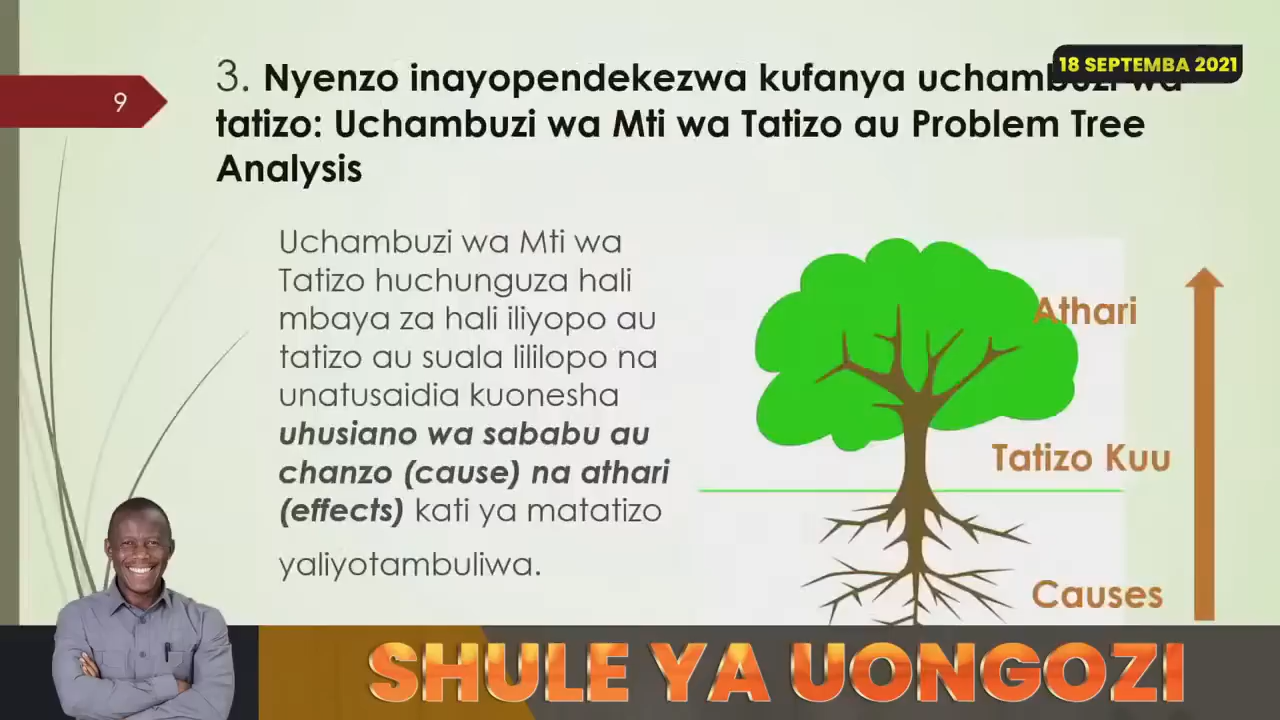 9
3. Nyenzo inayopendekezwa kufanya uchambuzi wa
18 SEPTEMBA 2021
tatizo: Uchambuzi wa Mti wa Tatizo au Problem Tree
Analysis
Uchambuzi wa Mti wa
Tatizo huchunguza hali
mbaya za hali iliyopo au
tatizo au suala lililopo na
unatusaidia kuonesha
uhusiano wa sababu au
chanzo (cause) na athari
(effects) kati ya matatizo
yaliyotambuliwa.
Athari
Tatizo Kuu
Causes
SHULE YA UONGOZI